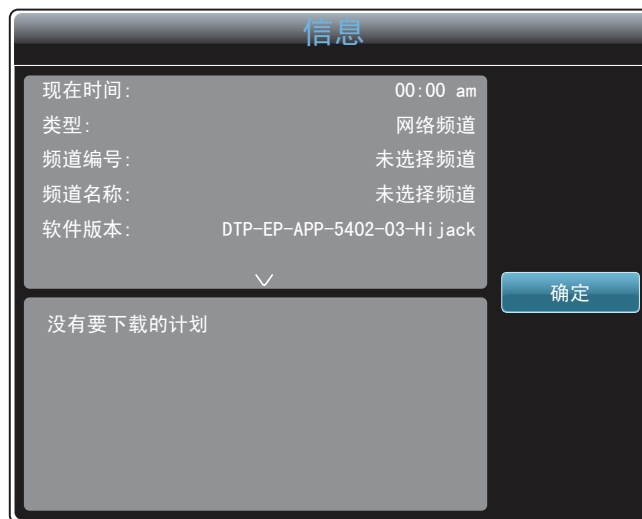 信息
现在时间: 00:00 am
类型: 网络频道
频道编号: 未选择频道
频道名称: 未选择频道
软件版本: DTP-EP-APP-5402-03-Hijack
没有要下载的计划
确定